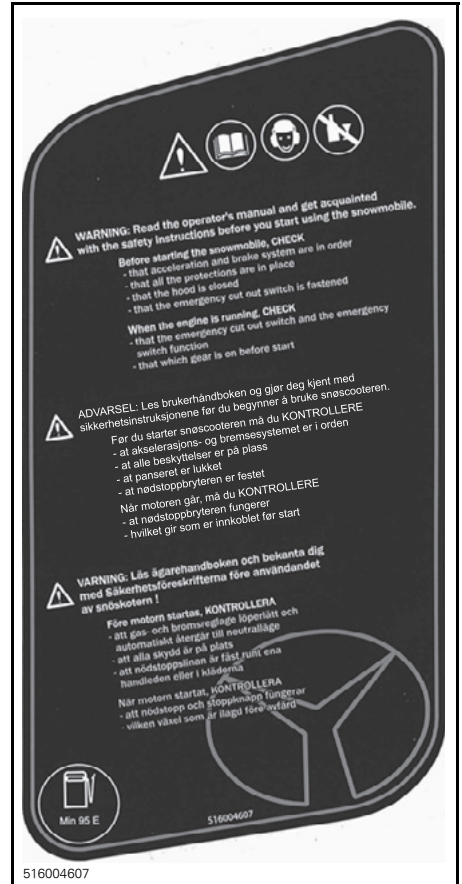 WARNING: Read the operator's manual and get acquainted
with the safety instructions before you start using the snowmobile.
Before starting the snowmobile, CHECK
- that acceleration and brake system are in order
- that all the protections are in place
- that the hood is closed
- that the emergency cut out switch is fastened
When the engine is running, CHECK
- that the emergency cut out switch and the emergency
switch function
- that which gear is on before start
ADVARSEL: Les brukerhåndboken og gjør deg kjent med
sikkerhetsinstruksjonene før du begynner å bruke snøscooteren.
Før du starter snøscooteren må du KONTROLLERE
- at akselerasjons- og bremsesystemet er i orden
- at alle beskyttelser er på plass
- at panseret er lukket
- at nødstoppbryteren er festet
Når motoren går, må du KONTROLLERE
- at nødstoppbryteren fungerer
- hvilket gir som er innkoblet før start
VARNING: Läs ägarehandboken och bekanta dig
med Säkerhetsföreskrifterna före användandet
av snöskotern !
Före motorn startas, KONTROLLERA
- att gas- och bromsreglage löperlätt och
automatiskt återgår till neutralläge
- att alla skydd är på plats
- att nödstoppslinan är fäst runt ena
handleden eller i kläderna
När motorn startat, KONTROLLERA
- att nödstopp och stoppknapp fungerar
- vilken växel som är ilagd före avfärd
Min 95 E
516004607
516004607